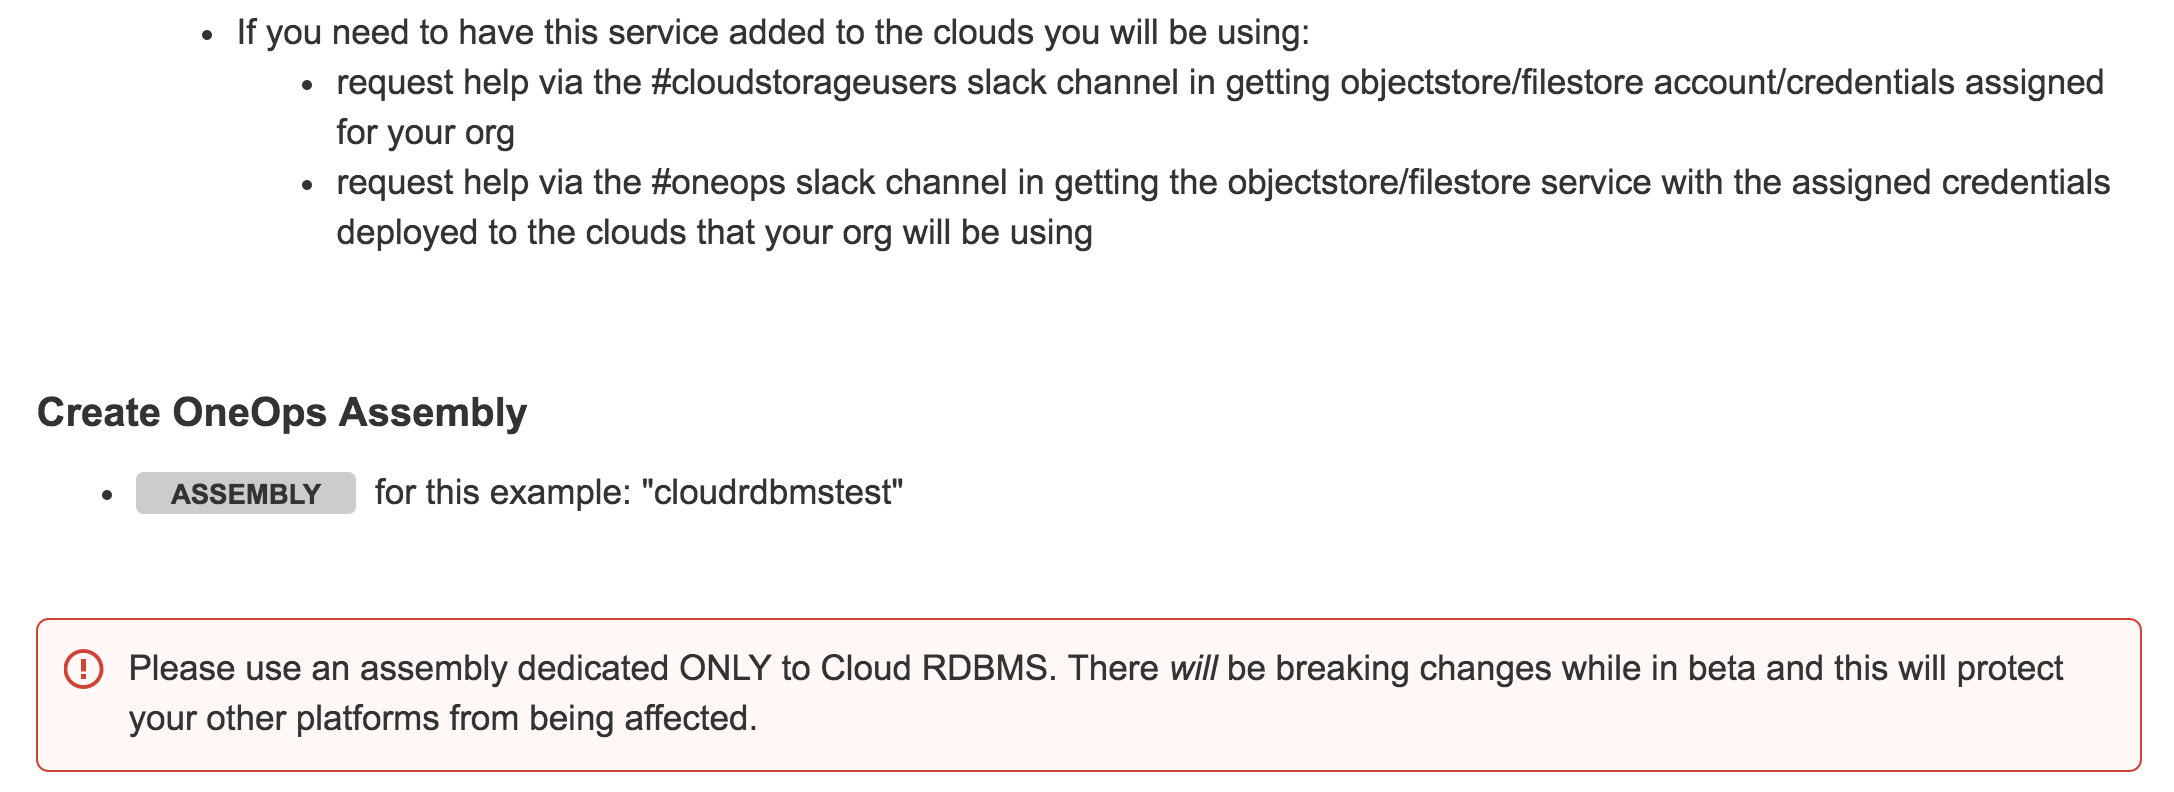 If you need to have this service added to the clouds you will be using:
request help via the #cloudstorageusers slack channel in getting objectstore/filestore account/credentials assigned
for your org
request help via the #oneops slack channel in getting the objectstore/filestore service with the assigned credentials
deployed to the clouds that your org will be using
Create OneOps Assembly
ASSEMBLY for this example: "cloudrdbmstest"
Please use an assembly dedicated ONLY to Cloud RDBMS. There will be breaking changes while in beta and this will protect
your other platforms from being affected.